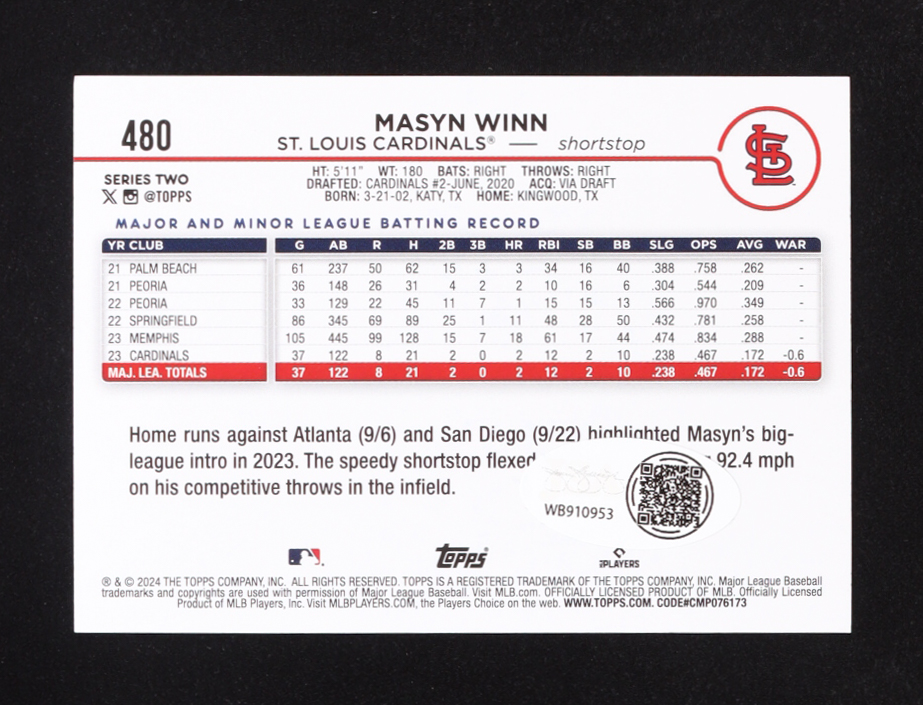 480
MASYN WINN
ST. LOUIS CARDINALS® — shortstop
SERIES TWO
@TOPPS
HT: 5'11" WT: 180 BATS: RIGHT THROWS: RIGHT
DRAFTED: CARDINALS #2-JUNE, 2020 ACQ: VIA DRAFT
BORN: 3-21-02, KATY, TX HOME: KINGWOOD, TX
MAJOR AND MINOR LEAGUE BATTING RECORD
YR CLUB G AB R H 2B 3B HR RBI SB BB SLG OPS AVG WAR
21 PALM BEACH 61 237 50 62 15 3 3 34 16 40 .388 .758 .262 -
21 PEORIA 36 148 26 31 4 2 2 10 16 6 .304 .544 .209 -
22 PEORIA 33 129 22 45 11 7 1 15 15 13 .566 .970 .349 -
22 SPRINGFIELD 86 345 69 89 25 1 11 48 28 50 .432 .781 .258 -
23 MEMPHIS 105 445 99 128 15 7 18 61 17 44 .474 .834 .288 -
23 CARDINALS 37 122 8 21 2 0 2 12 2 10 .238 .467 .172 -0.6
MAJ. LEA. TOTALS 37 122 8 21 2 0 2 12 2 10 .238 .467 .172 -0.6
Home runs against Atlanta (9/6) and San Diego (9/22) highlighted Masyn's big-
league intro in 2023. The speedy shortstop flexed 92.4 mph
on his competitive throws in the infield.
WB910953
topps®
PLAYERS
® & © 2024 THE TOPPS COMPANY, INC. ALL RIGHTS RESERVED. TOPPS IS A REGISTERED TRADEMARK OF THE TOPPS COMPANY, INC. Major League Baseball
trademarks and copyrights are used with permission of Major League Baseball. Visit MLB.com. OFFICIALLY LICENSED PRODUCT OF MLB. Officially Licensed
Product of MLB Players, Inc. Visit MLBPLAYERS.COM, the Players Choice on the web. WWW.TOPPS.COM. CODE#CMP076173